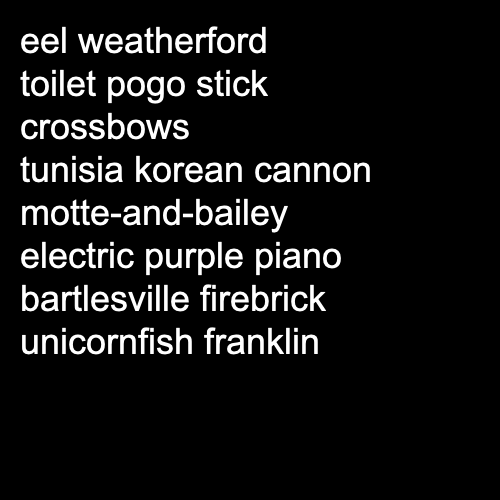 eel weatherford
toilet pogo stick
crossbows
tunisia korean cannon
motte-and-bailey
electric purple piano
bartlesville firebrick
unicornfish franklin